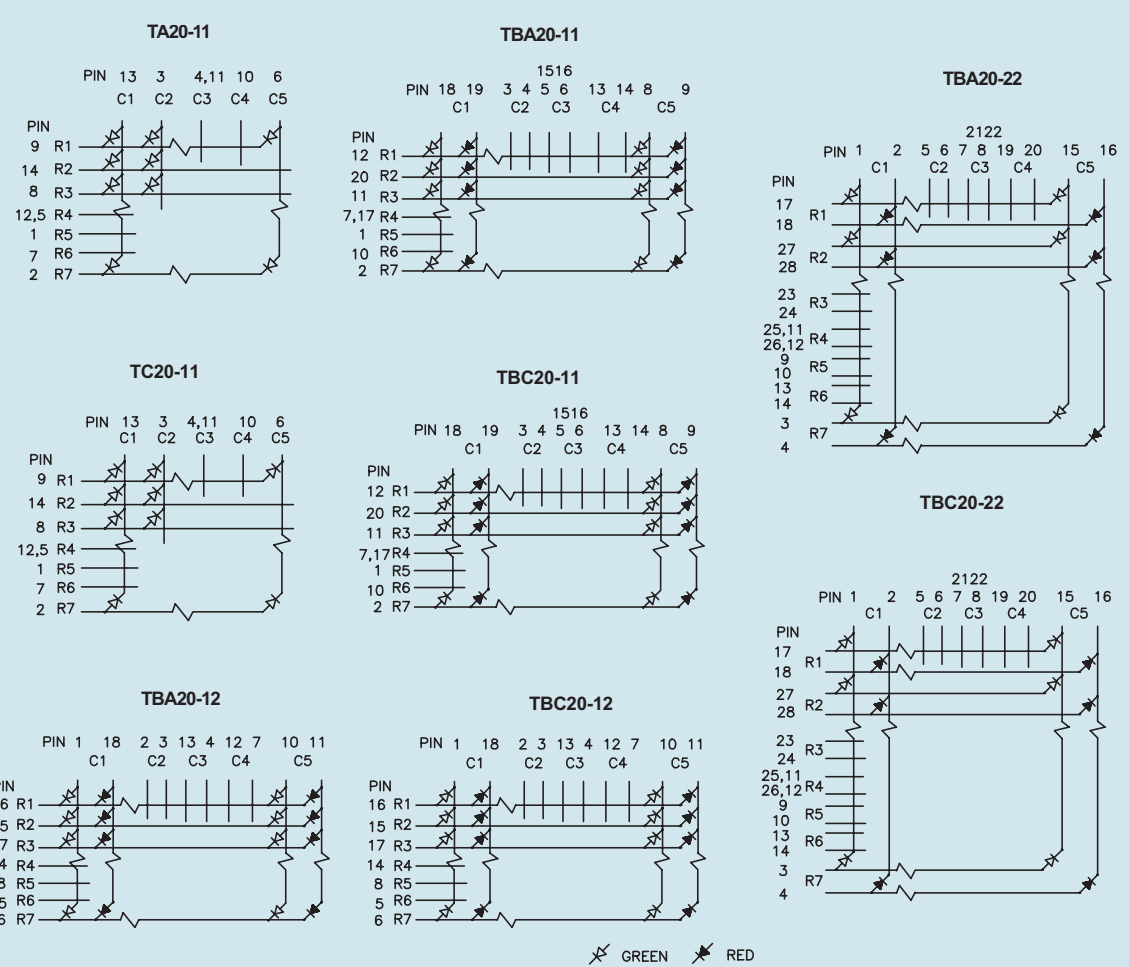 TA20-11
PIN 13 3 4,11 10 6
C1 C2 C3 C4 C5
PIN
9 R1
14 R2
8 R3
12,5 R4
1 R5
7 R6
2 R7
TBA20-11
1516
PIN 18 19 3 4 5 6 13 14 8 9
C1 C2 C3 C4 C5
PIN
12 R1
20 R2
11 R3
7,17 R4
1 R5
10 R6
2 R7
TBA20-22
2122
PIN 1 2 5 6 7 8 19 20 15 16
C1 C2 C3 C4 C5
PIN
17
R1
18
27
R2
28
23
R3
24
25,11
R4
26,12
9
R5
10
13
R6
14
3
R7
4
TC20-11
PIN 13 3 4,11 10 6
C1 C2 C3 C4 C5
PIN
9 R1
14 R2
8 R3
12,5 R4
1 R5
7 R6
2 R7
TBC20-11
1516
PIN 18 19 3 4 5 6 13 14 8 9
C1 C2 C3 C4 C5
PIN
12 R1
20 R2
11 R3
7,17 R4
1 R5
10 R6
2 R7
TBC20-22
2122
PIN 1 2 5 6 7 8 19 20 15 16
C1 C2 C3 C4 C5
PIN
17
R1
18
27
R2
28
23
R3
24
25,11
R4
26,12
9
R5
10
13
R6
14
3
R7
4
TBA20-12
PIN 1 18 2 3 13 4 12 7 10 11
C1 C2 C3 C4 C5
R1
R2
R3
R4
R5
R6
R7
TBC20-12
PIN 1 18 2 3 13 4 12 7 10 11
C1 C2 C3 C4 C5
PIN
16 R1
15 R2
17 R3
14 R4
8 R5
5 R6
6 R7
GREEN RED